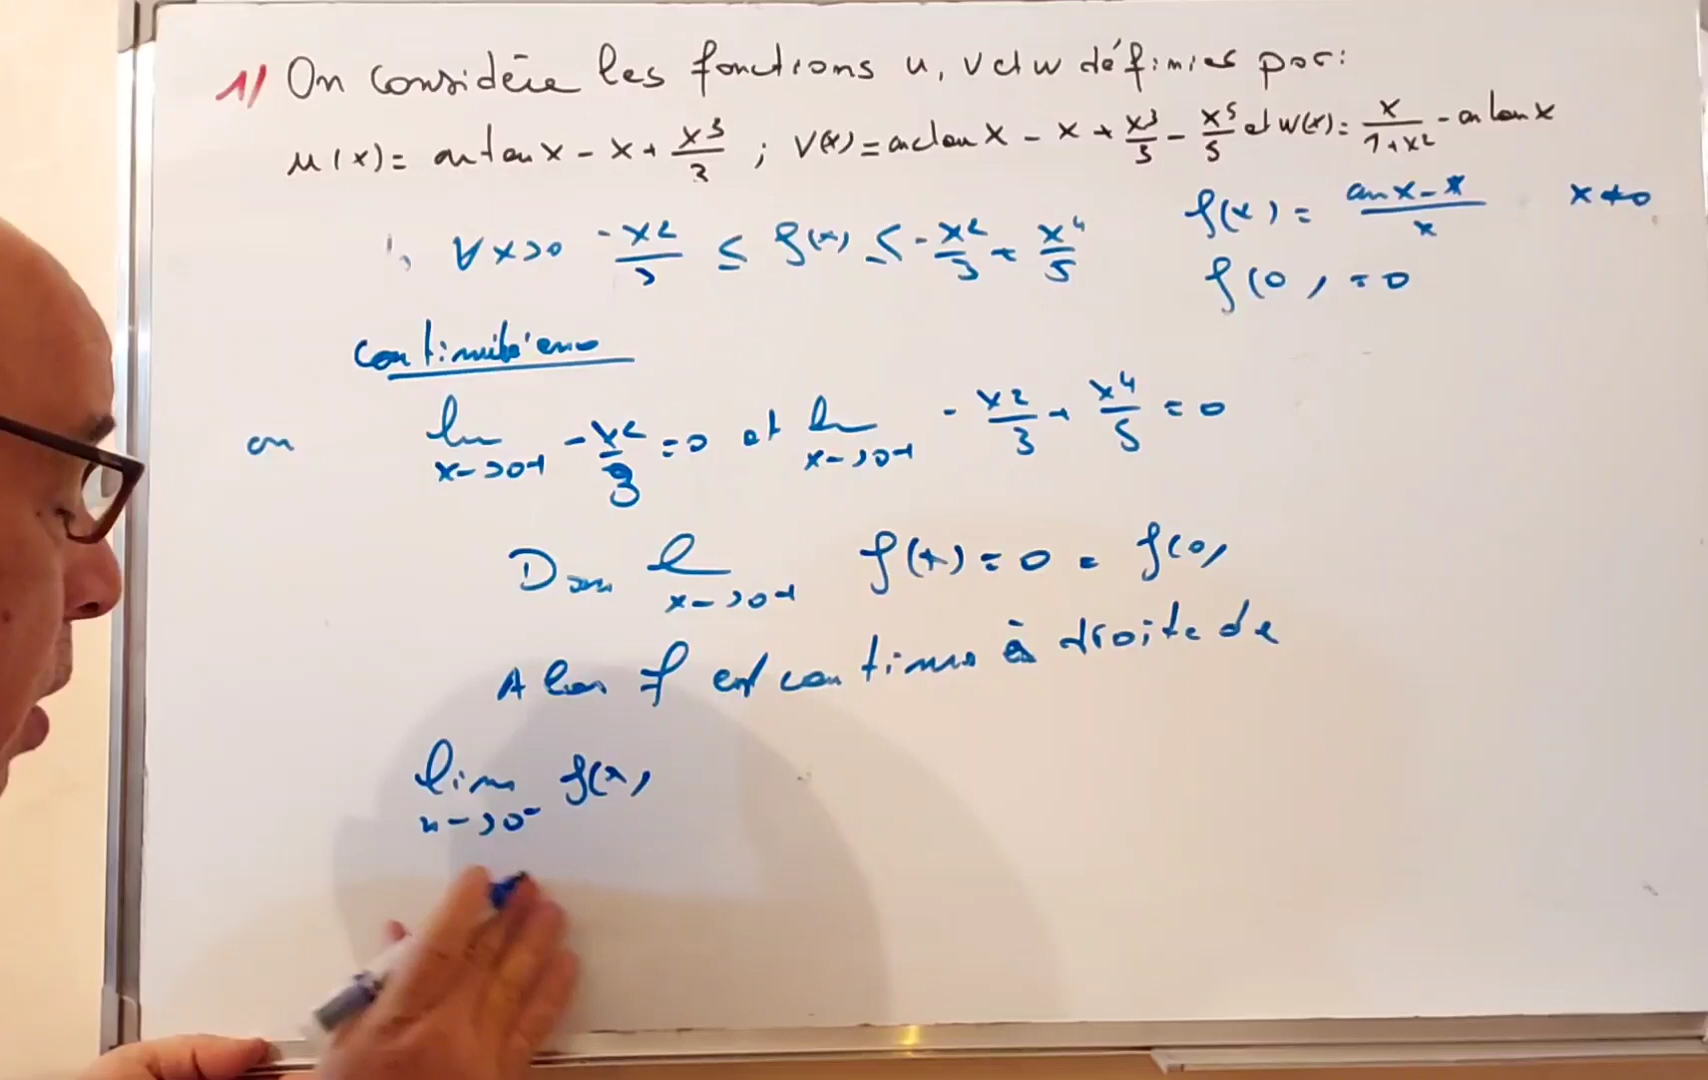 1) On considère les fonctions u, v et w définies par:
u(x) = arctan x - x + x³/3 ; v(x) = arctan x - x + x³/3 - x⁵/5 et w(x) = x/(1+x²) - arctan x
∀x>0 -x²/3 ≤ f(x) ≤ -x²/3 + x⁴/5 f(x) = (arctan x - x)/x x≠0
f(0) = 0
continuité en 0
on lim x->0+ -x²/3 = 0 et lim x->0+ -x²/3 + x⁴/5 = 0
Donc lim x->0+ f(x) = 0 = f(0)
Alors f est continue à droite de
lim x->0- f(x)